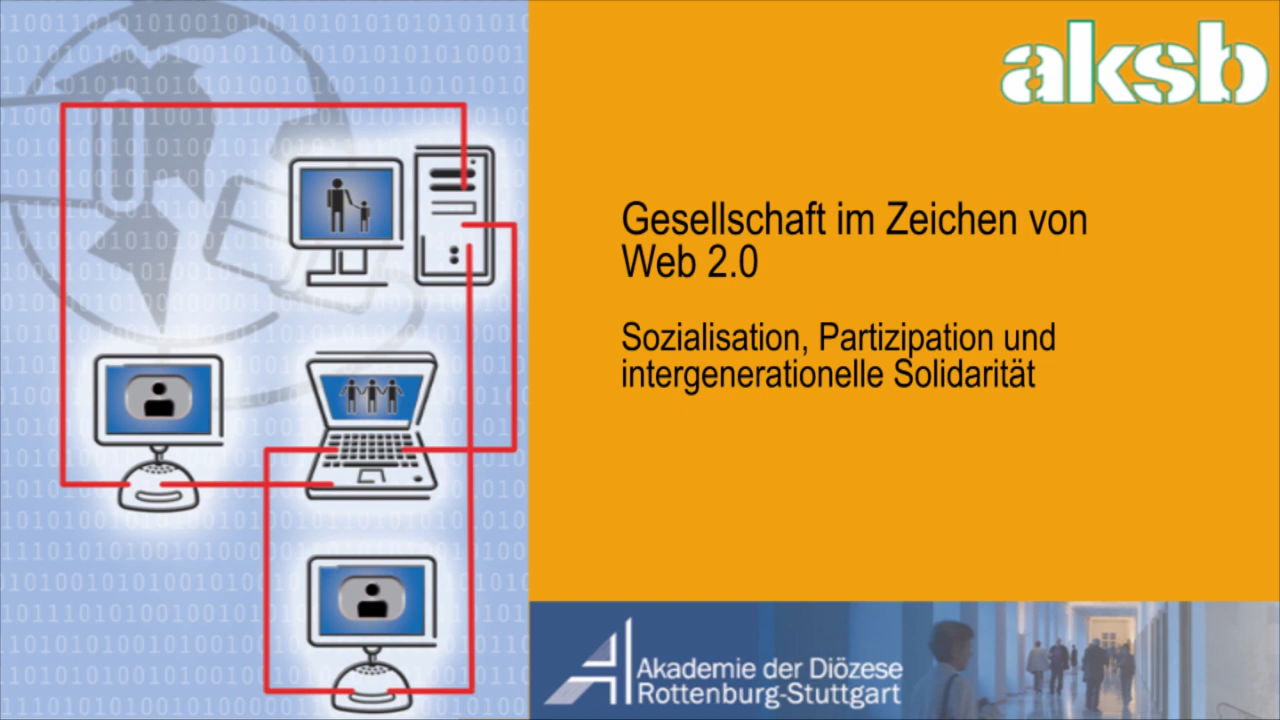 aksb
Gesellschaft im Zeichen von
Web 2.0
Sozialisation, Partizipation und
intergenerationelle Solidarität
Akademie der Diözese
Rottenburg-Stuttgart